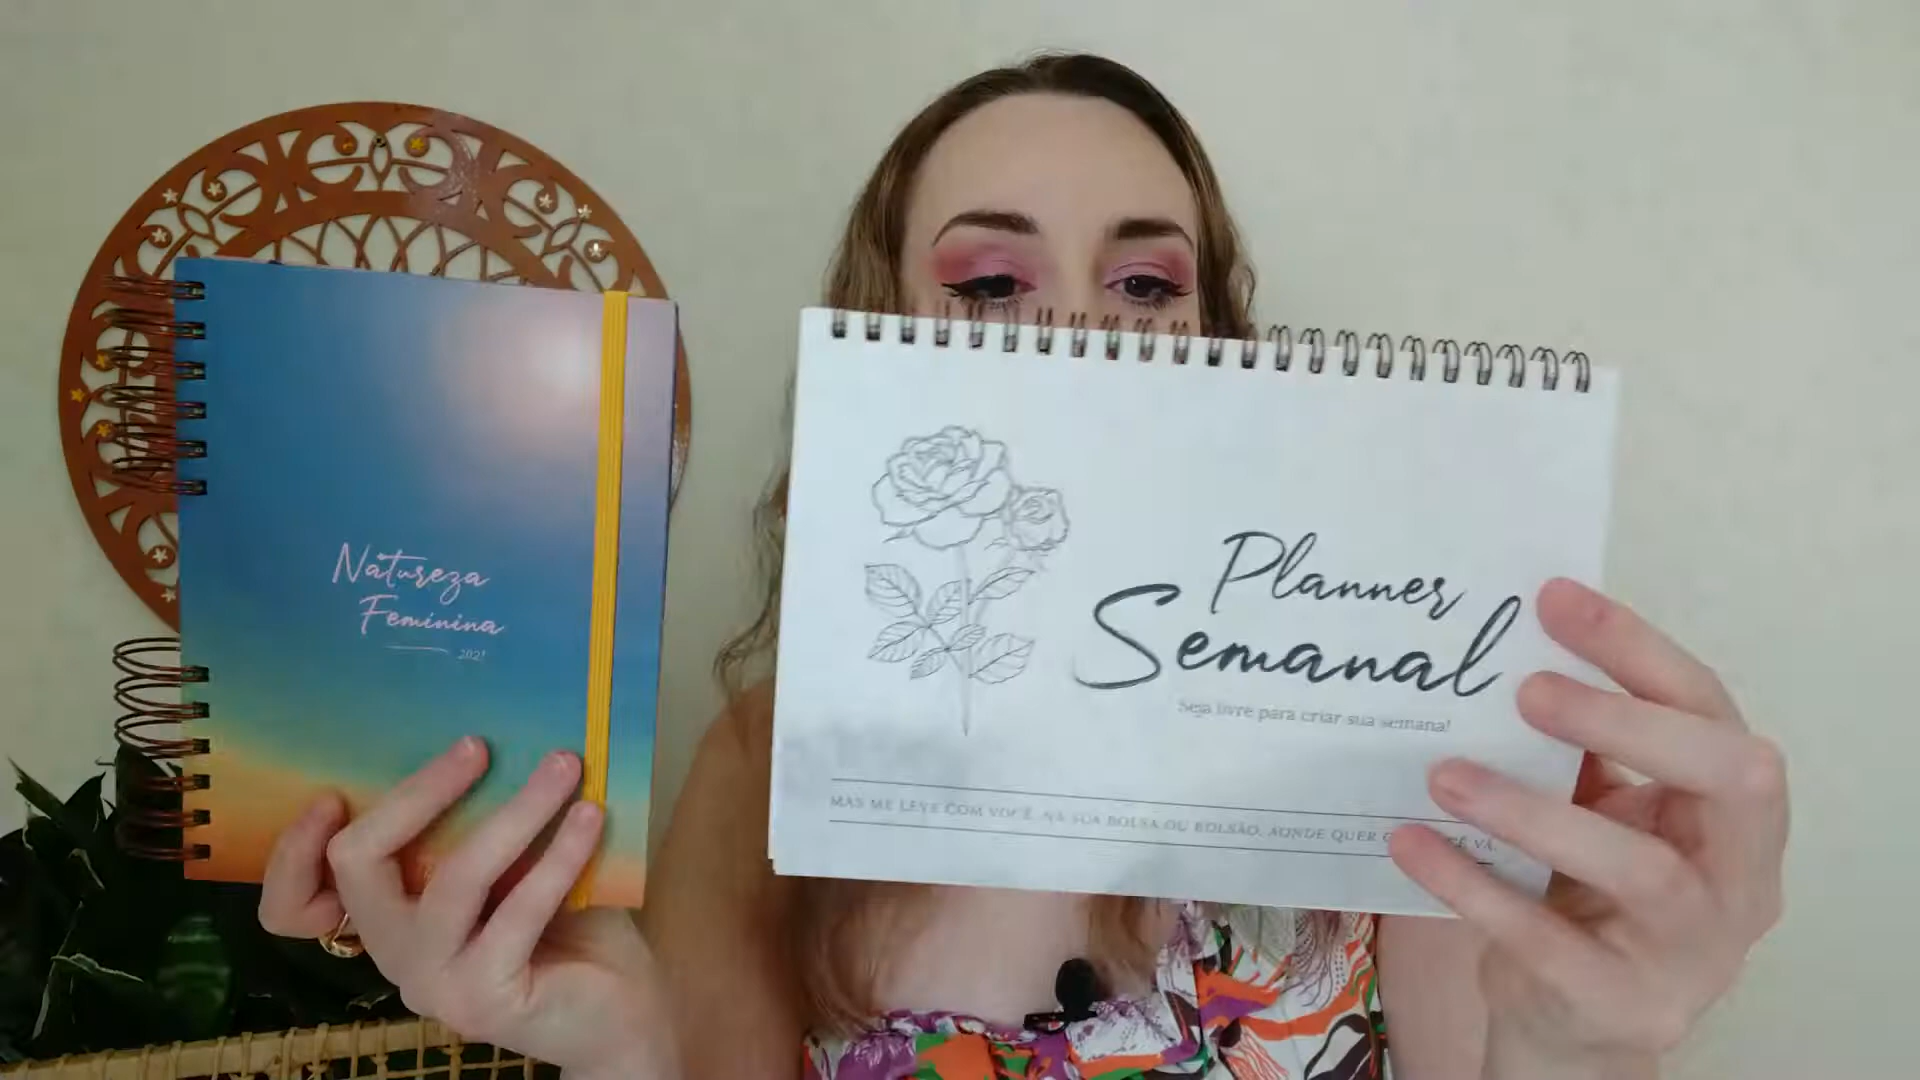 Natureza
Feminina
2021
Planner
Semanal
Seja livre para criar sua semana!
MAS ME LEVE COM VOCÊ, NA SUA BOLSA OU BOLSÃO, AONDE QUER VÁ.